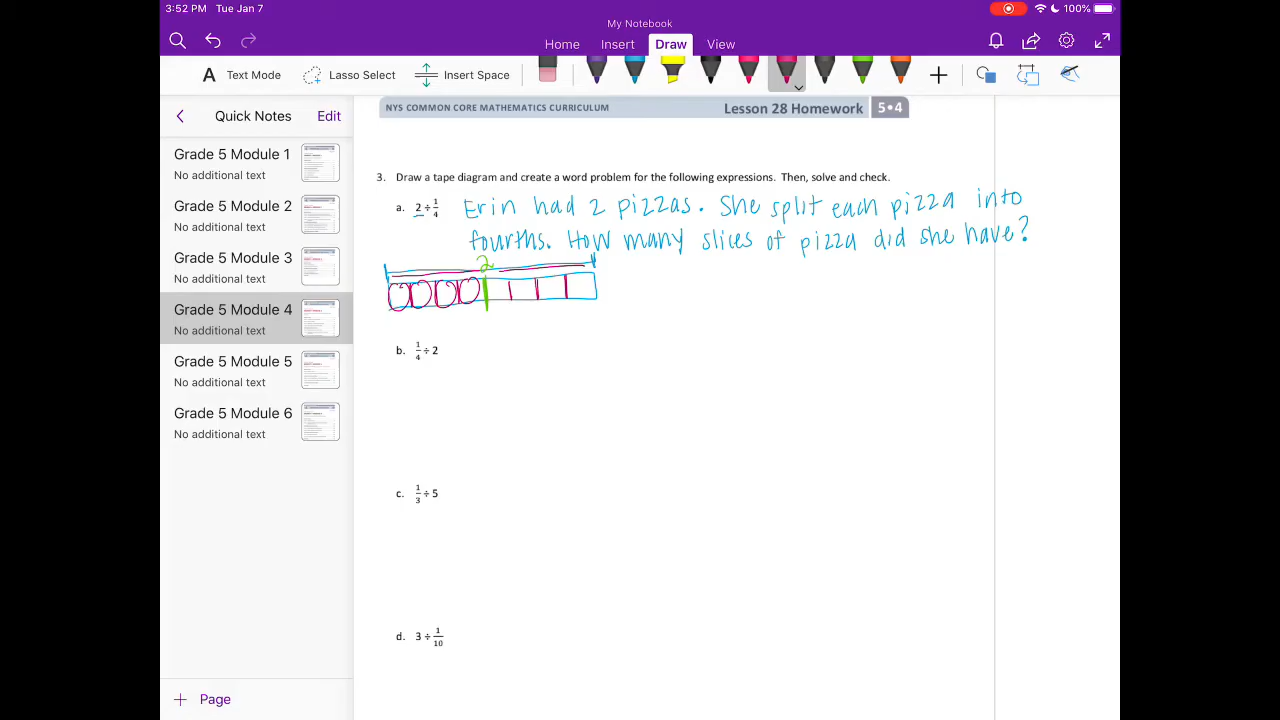 3:52 PM Tue Jan 7
100%
My Notebook
Home Insert Draw View
Text Mode Lasso Select Insert Space
Quick Notes Edit
Grade 5 Module 1
No additional text
Grade 5 Module 2
No additional text
Grade 5 Module 3
No additional text
Grade 5 Module 4
No additional text
Grade 5 Module 5
No additional text
Grade 5 Module 6
No additional text
+ Page
NYS COMMON CORE MATHEMATICS CURRICULUM Lesson 28 Homework 5•4
3. Draw a tape diagram and create a word problem for the following expressions. Then, solve and check.
a. 2 ÷ 1/4
Erin had 2 pizzas. She split each pizza into
fourths. How many slices of pizza did she have?
2
b. 1/4 ÷ 2
c. 1/3 ÷ 5
d. 3 ÷ 1/10